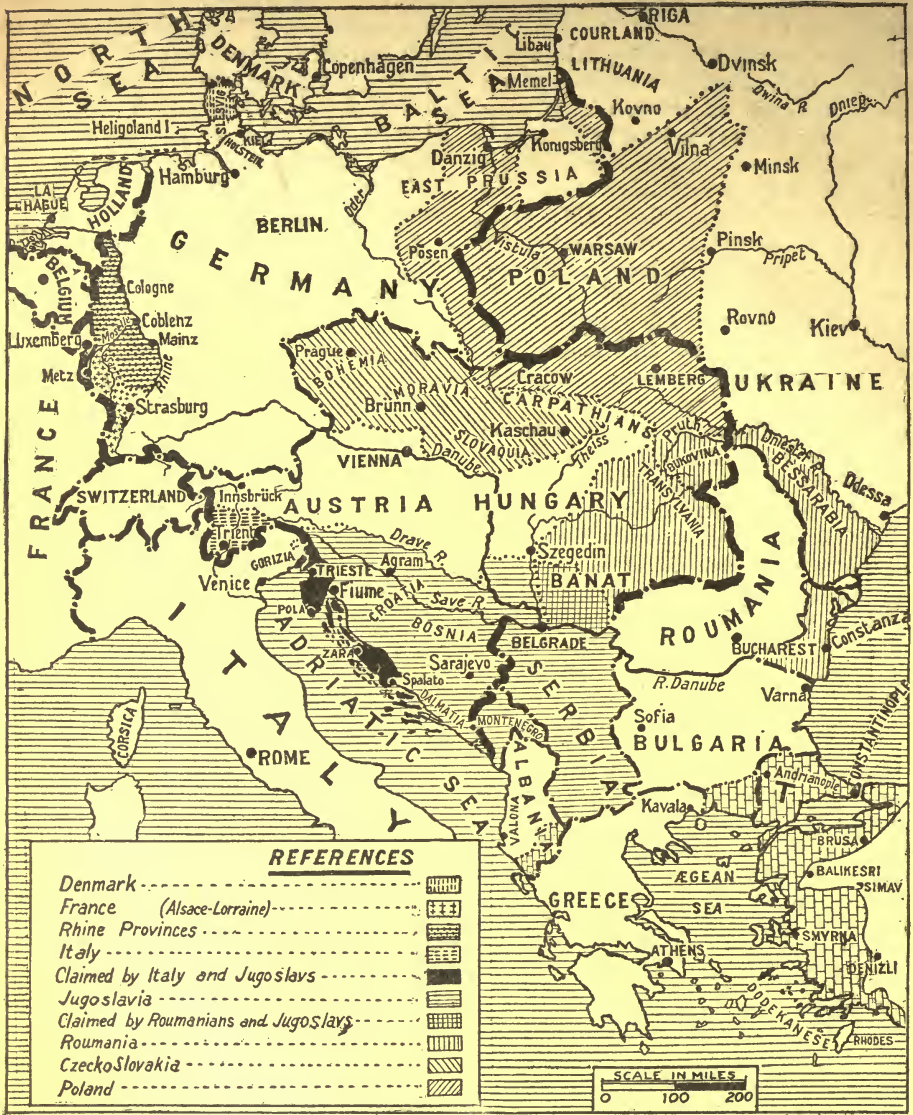 NORTH SEA
DENMARK
Copenhagen
BALTIC SEA
RIGA
Libau
COURLAND
LITHUANIA
Dvinsk
Dwina R.
Memel
Kovno
Dniep.
Heligoland I
SLESVIG
KIEL
HOLSTEIN
Danzig
Konigsberg
Vilna
Minsk
LA HAGUE
HOLLAND
Hamburg
EAST PRUSSIA
BERLIN
Oder
GERMANY
Posen
Vistula
WARSAW
POLAND
Pinsk
Pripet
BELGIUM
Cologne
Coblenz
Mainz
Luxemberg
Moselle
Rhine
Metz
Strasburg
Rovno
Kiev
Prague
BOHEMIA
MORAVIA
Brünn
Cracow
LEMBERG
UKRAINE
CARPATHIANS
Kaschau
SLOVAQUIA
Theiss
Pruth
BUKOVINA
Dniester R.
BESSARABIA
Odessa
FRANCE
VIENNA
Danube
TRANSYLVANIA
SWITZERLAND
Innsbrück
AUSTRIA HUNGARY
Trient
Drave R.
Szegedin
GORIZIA
TRIESTE
Agram
BANAT
ROUMANIA
Venice
Fiume
CROATIA
Save R.
POLA
BOSNIA
BELGRADE
ITALY
ZARA
Sarajevo
BUCHAREST
Constanza
Spalato
SERBIA
ADRIATIC SEA
DALMATIA
R. Danube
Varna
MONTENEGRO
Sofia
CORSICA
BULGARIA
CONSTANTINOPLE
ROME
ALBANY
T
Andrianople
VALONA
Kavala
BRUSA
ÆGEAN SEA
BALIKESRI
SIMAV
GREECE
SMYRNA
ATHENS
DENIZLI
DODEKANESE
RHODES
REFERENCES
Denmark
France (Alsace-Lorraine)
Rhine Provinces
Italy
Claimed by Italy and Jugoslavs
Jugoslavia
Claimed by Roumanians and Jugoslavs
Roumania
CzeckoSlovakia
Poland
SCALE IN MILES
0 100 200